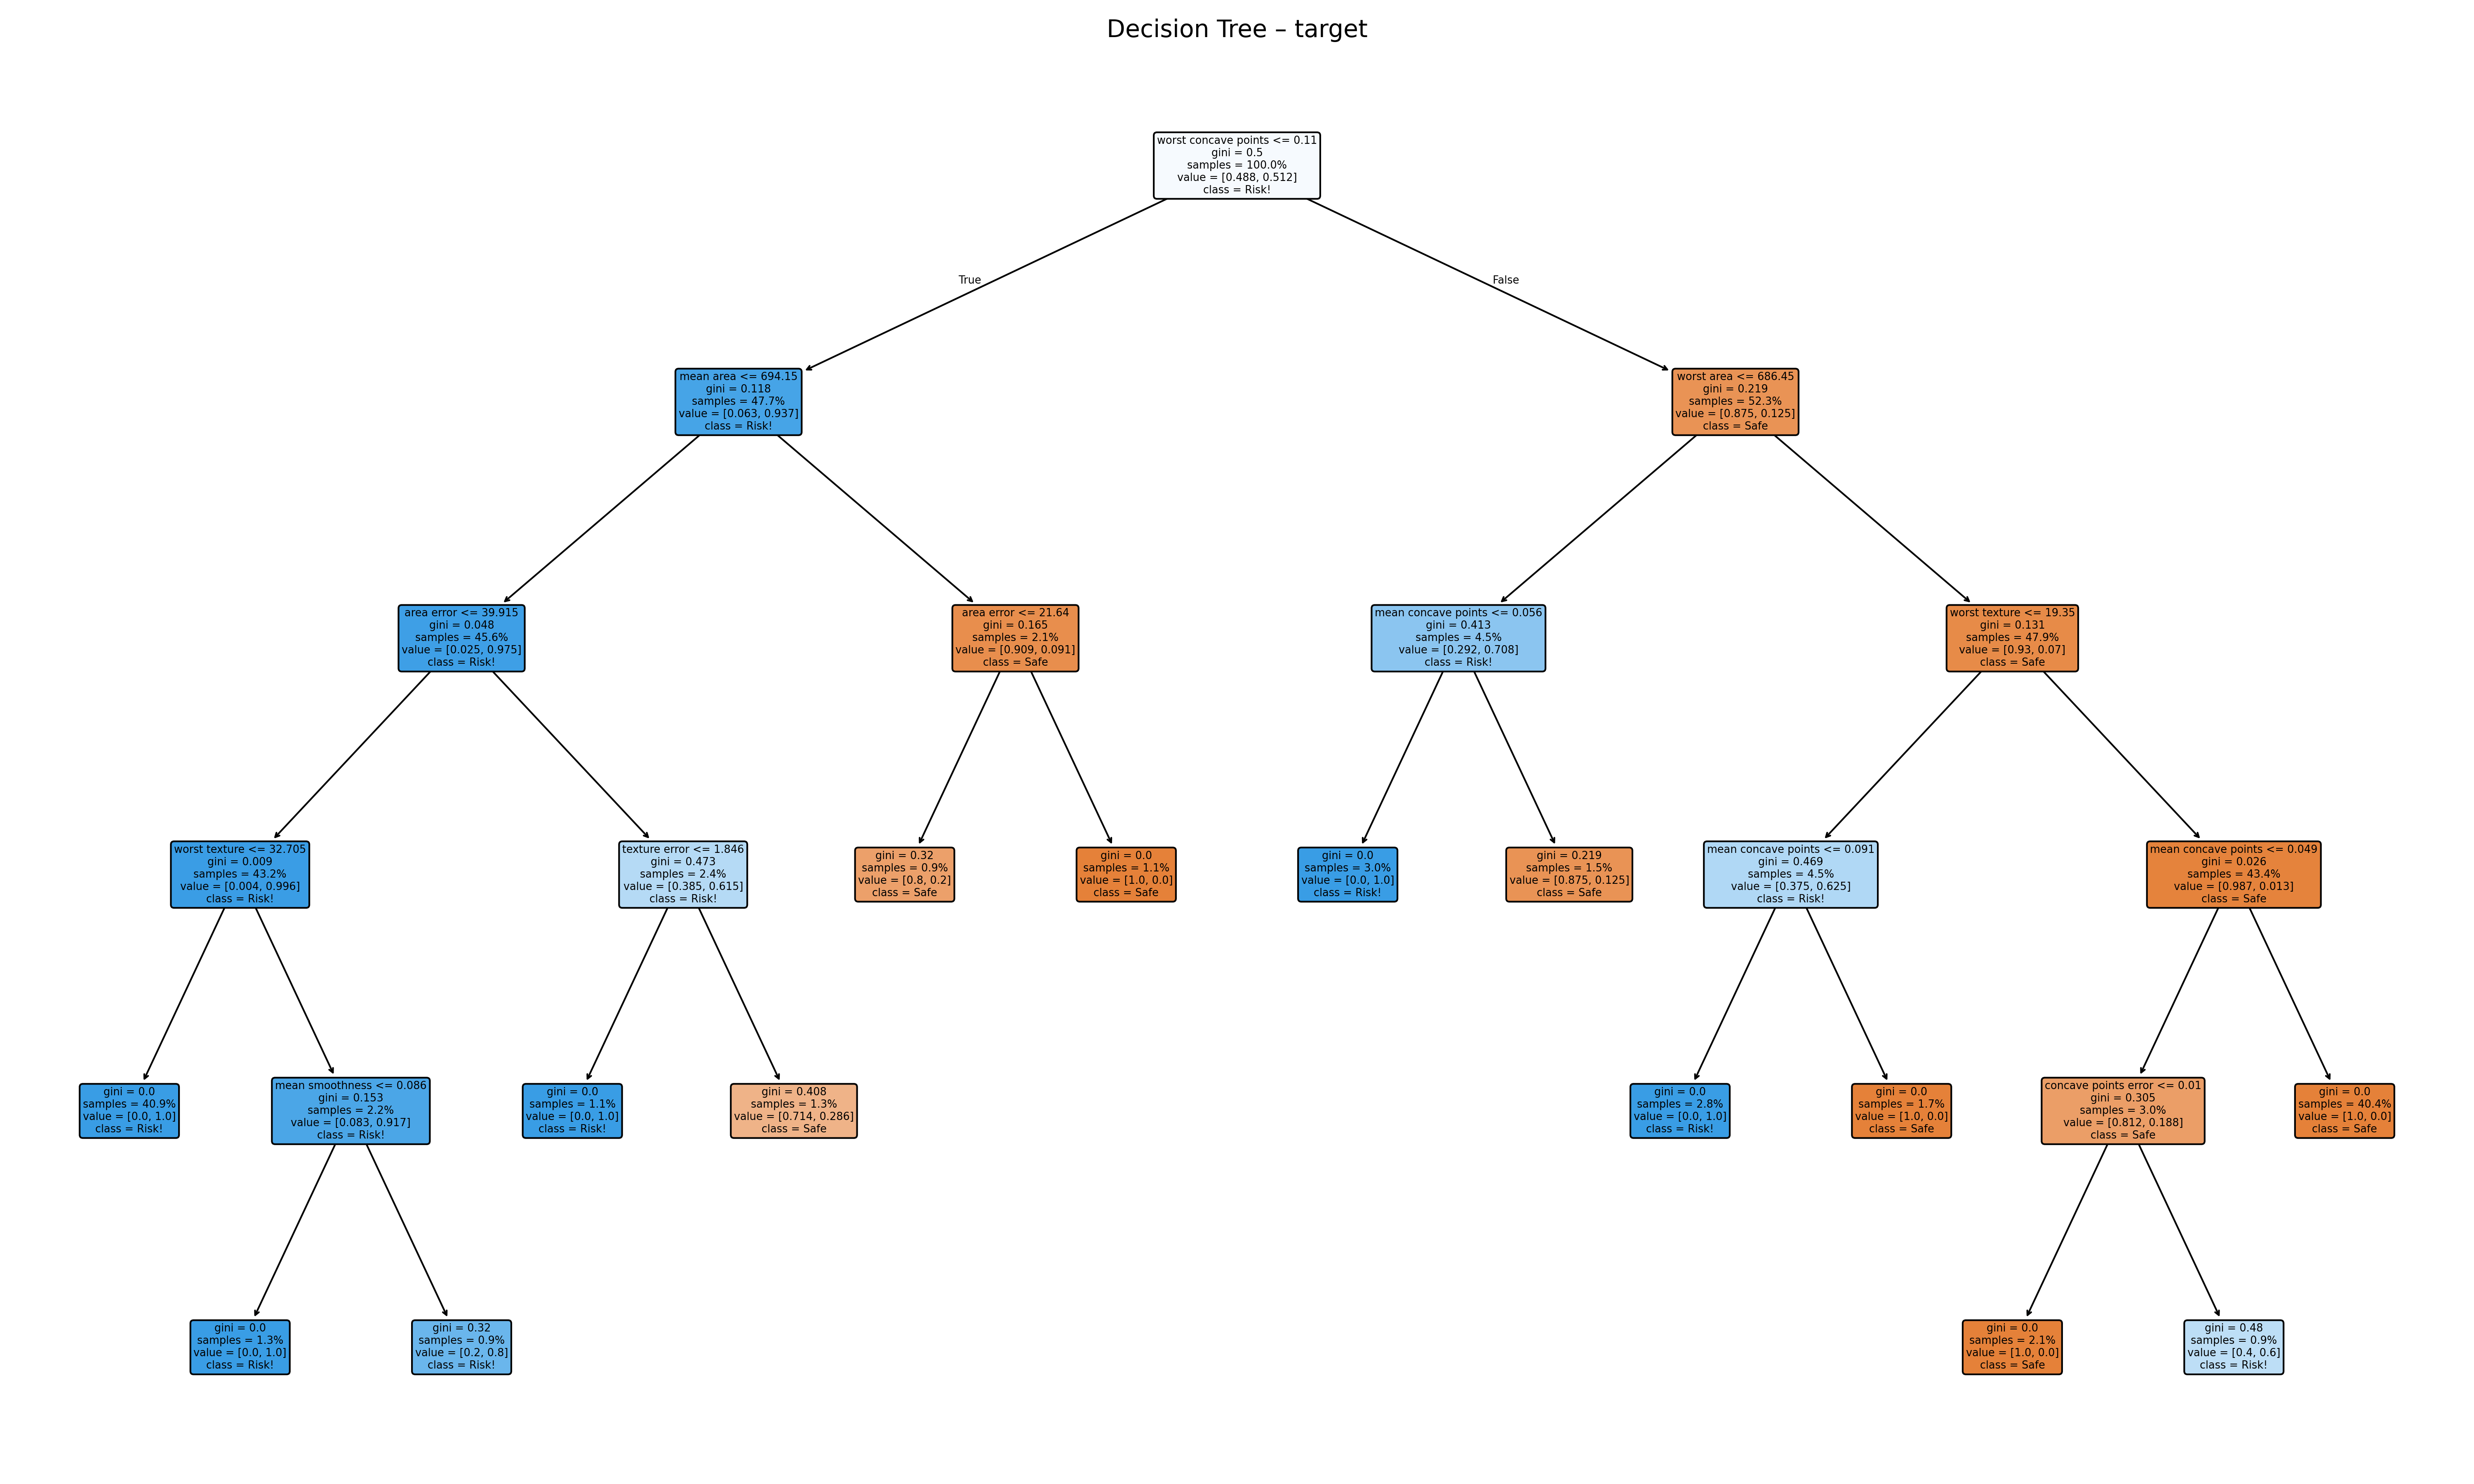 Decision Tree – target
worst concave points <= 0.11
gini = 0.5
samples = 100.0%
value = [0.488, 0.512]
class = Risk!
True
False
mean area <= 694.15
gini = 0.118
samples = 47.7%
value = [0.063, 0.937]
class = Risk!
worst area <= 686.45
gini = 0.219
samples = 52.3%
value = [0.875, 0.125]
class = Safe
area error <= 39.915
gini = 0.048
samples = 45.6%
value = [0.025, 0.975]
class = Risk!
area error <= 21.64
gini = 0.165
samples = 2.1%
value = [0.909, 0.091]
class = Safe
mean concave points <= 0.056
gini = 0.413
samples = 4.5%
value = [0.292, 0.708]
class = Risk!
worst texture <= 19.35
gini = 0.131
samples = 47.9%
value = [0.93, 0.07]
class = Safe
worst texture <= 32.705
gini = 0.009
samples = 43.2%
value = [0.004, 0.996]
class = Risk!
texture error <= 1.846
gini = 0.473
samples = 2.4%
value = [0.385, 0.615]
class = Risk!
gini = 0.32
samples = 0.9%
value = [0.8, 0.2]
class = Safe
gini = 0.0
samples = 1.1%
value = [1.0, 0.0]
class = Safe
gini = 0.0
samples = 3.0%
value = [0.0, 1.0]
class = Risk!
gini = 0.219
samples = 1.5%
value = [0.875, 0.125]
class = Safe
mean concave points <= 0.091
gini = 0.469
samples = 4.5%
value = [0.375, 0.625]
class = Risk!
mean concave points <= 0.049
gini = 0.026
samples = 43.4%
value = [0.987, 0.013]
class = Safe
gini = 0.0
samples = 40.9%
value = [0.0, 1.0]
class = Risk!
mean smoothness <= 0.086
gini = 0.153
samples = 2.2%
value = [0.083, 0.917]
class = Risk!
gini = 0.0
samples = 1.1%
value = [0.0, 1.0]
class = Risk!
gini = 0.408
samples = 1.3%
value = [0.714, 0.286]
class = Safe
gini = 0.0
samples = 2.8%
value = [0.0, 1.0]
class = Risk!
gini = 0.0
samples = 1.7%
value = [1.0, 0.0]
class = Safe
concave points error <= 0.01
gini = 0.305
samples = 3.0%
value = [0.812, 0.188]
class = Safe
gini = 0.0
samples = 40.4%
value = [1.0, 0.0]
class = Safe
gini = 0.0
samples = 1.3%
value = [0.0, 1.0]
class = Risk!
gini = 0.32
samples = 0.9%
value = [0.2, 0.8]
class = Risk!
gini = 0.0
samples = 2.1%
value = [1.0, 0.0]
class = Safe
gini = 0.48
samples = 0.9%
value = [0.4, 0.6]
class = Risk!